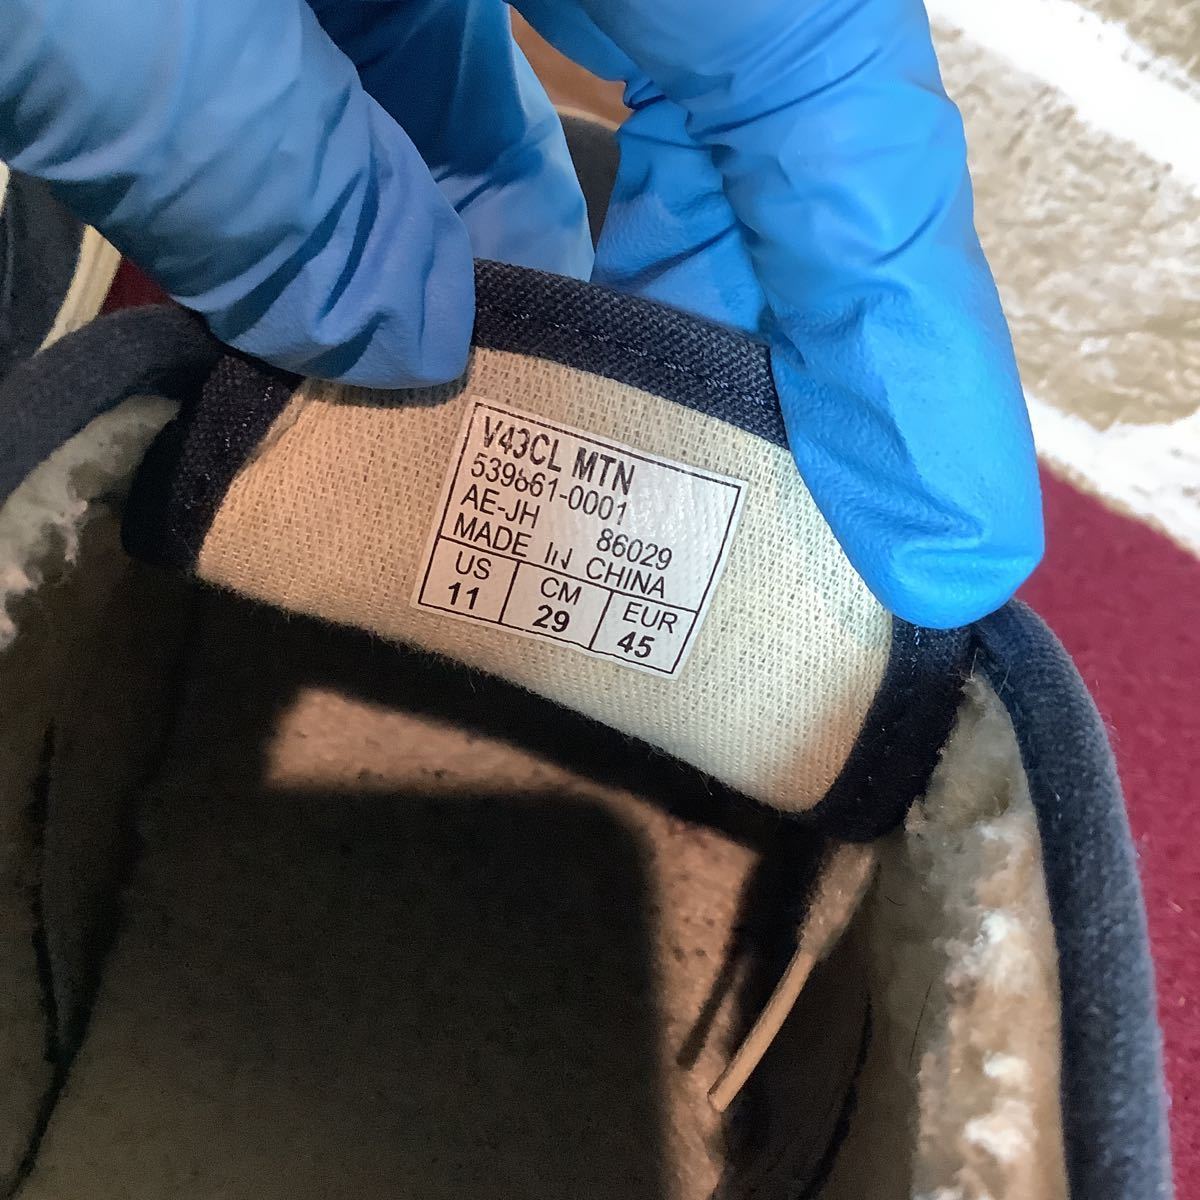 V43CL MTN
539861-0001
AE-JH 86029
MADE IN CHINA
US CM EUR
11 29 45